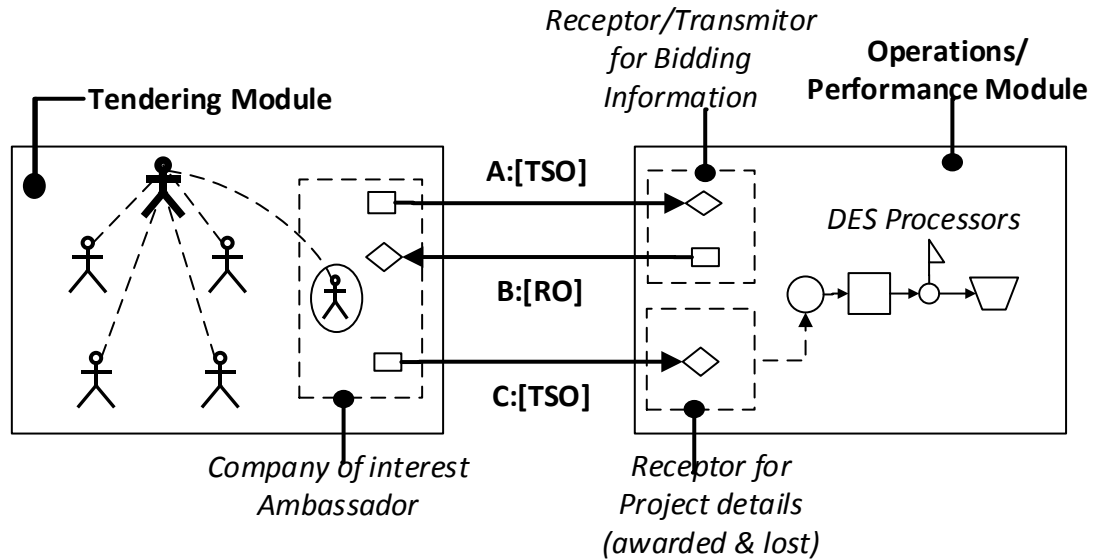 Receptor/Transmitor
for Bidding
Information
Operations/
Performance Module
Tendering Module
A:[TSO]
DES Processors
B:[RO]
C:[TSO]
Company of interest
Ambassador
Receptor for
Project details
(awarded & lost)